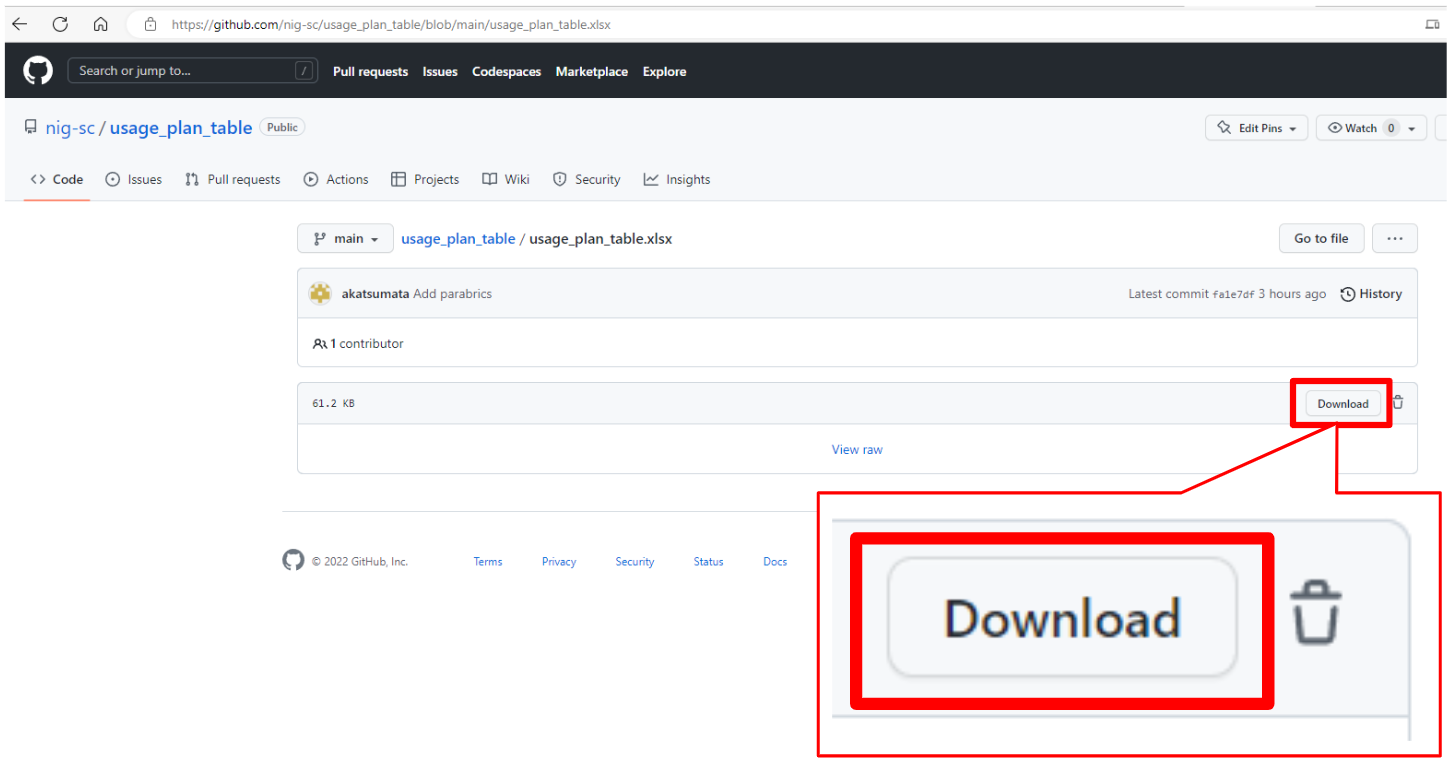 https://github.com/nig-sc/usage_plan_table/blob/main/usage_plan_table.xlsx
Search or jump to... /
Pull requests Issues Codespaces Marketplace Explore
nig-sc / usage_plan_table Public
Edit Pins Watch 0
Code Issues Pull requests Actions Projects Wiki Security Insights
main usage_plan_table / usage_plan_table.xlsx Go to file ...
akatsumata Add parabrics Latest commit fa1e7df 3 hours ago History
1 contributor
61.2 KB Download
View raw
© 2022 GitHub, Inc. Terms Privacy Security Status Docs
Download